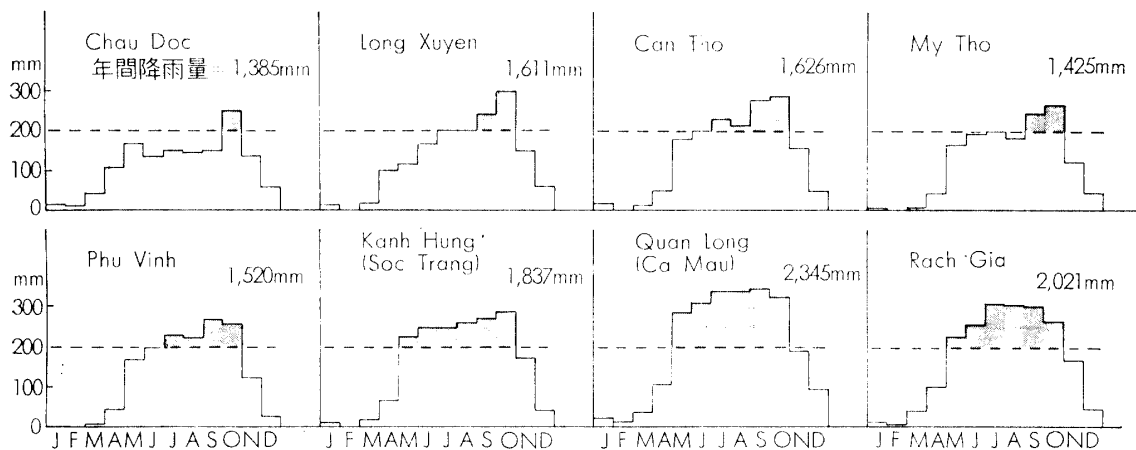 Chau Doc
年間降雨量= 1,385mm
Long Xuyen
1,611mm
Can Tho
1,626mm
My Tho
1,425mm
mm
300
200
100
0
Phu Vinh
1,520mm
Kanh Hung
(Soc Trang)
1,837mm
Quan Long
(Ca Mau)
2,345mm
Rach Gia
2,021mm
mm
300
200
100
0
J F M A M J J A S O N D
J F M A M J J A S O N D
J F M A M J J A S O N D
J F M A M J J A S O N D